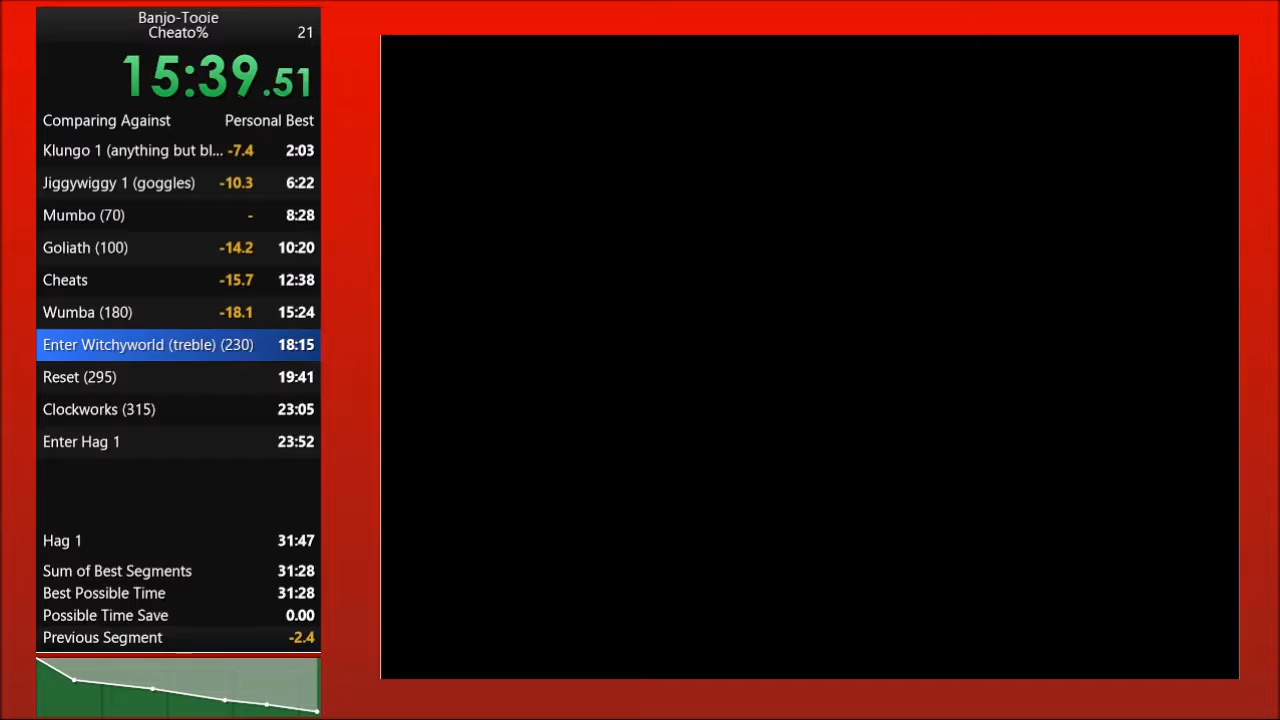 Banjo-Tooie
Cheato% 21
15:39.51
Comparing Against Personal Best
Klungo 1 (anything but bl... -7.4 2:03
Jiggywiggy 1 (goggles) -10.3 6:22
Mumbo (70) - 8:28
Goliath (100) -14.2 10:20
Cheats -15.7 12:38
Wumba (180) -18.1 15:24
Enter Witchyworld (treble) (230) 18:15
Reset (295) 19:41
Clockworks (315) 23:05
Enter Hag 1 23:52
Hag 1 31:47
Sum of Best Segments 31:28
Best Possible Time 31:28
Possible Time Save 0.00
Previous Segment -2.4